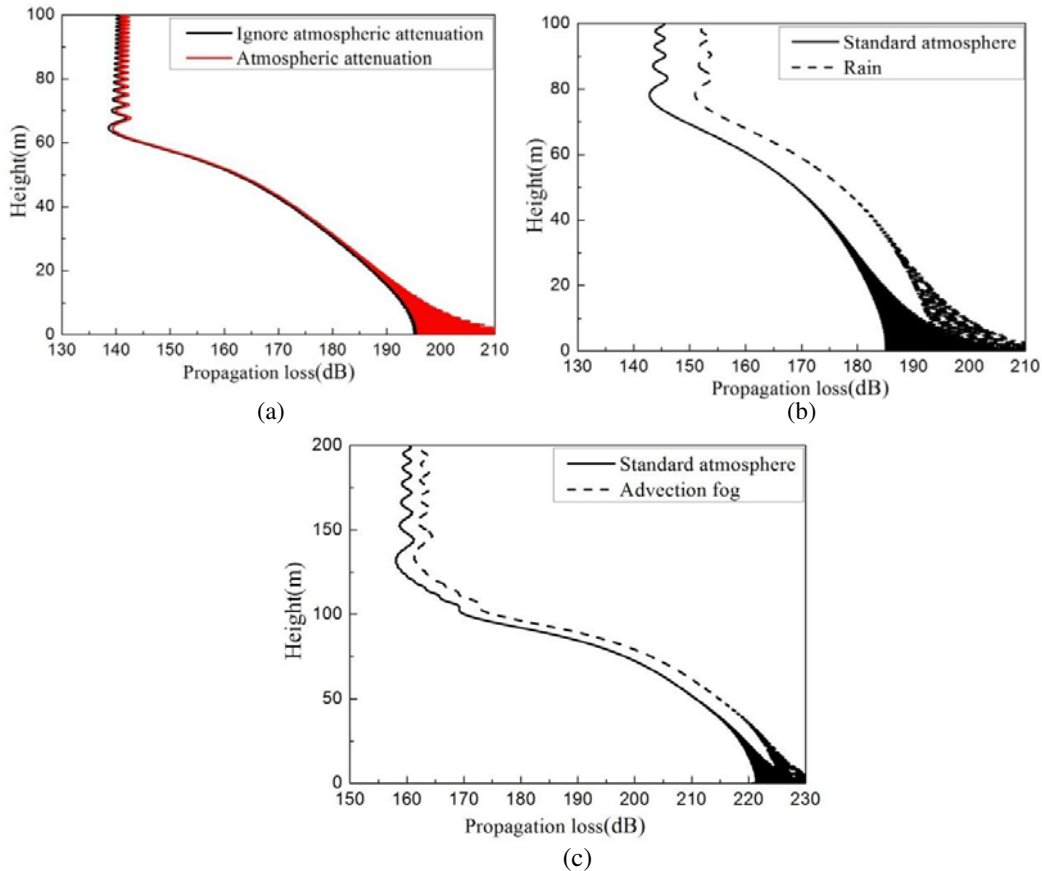 100
80
60
40
20
0
Height(m)
Ignore atmospheric attenuation
Atmospheric attenuation
130 140 150 160 170 180 190 200 210
Propagation loss(dB)
(a)
100
80
60
40
20
0
Height(m)
Standard atmosphere
Rain
130 140 150 160 170 180 190 200 210
Propagation loss(dB)
(b)
200
150
100
50
0
Height(m)
Standard atmosphere
Advection fog
150 160 170 180 190 200 210 220 230
Propagation loss(dB)
(c)